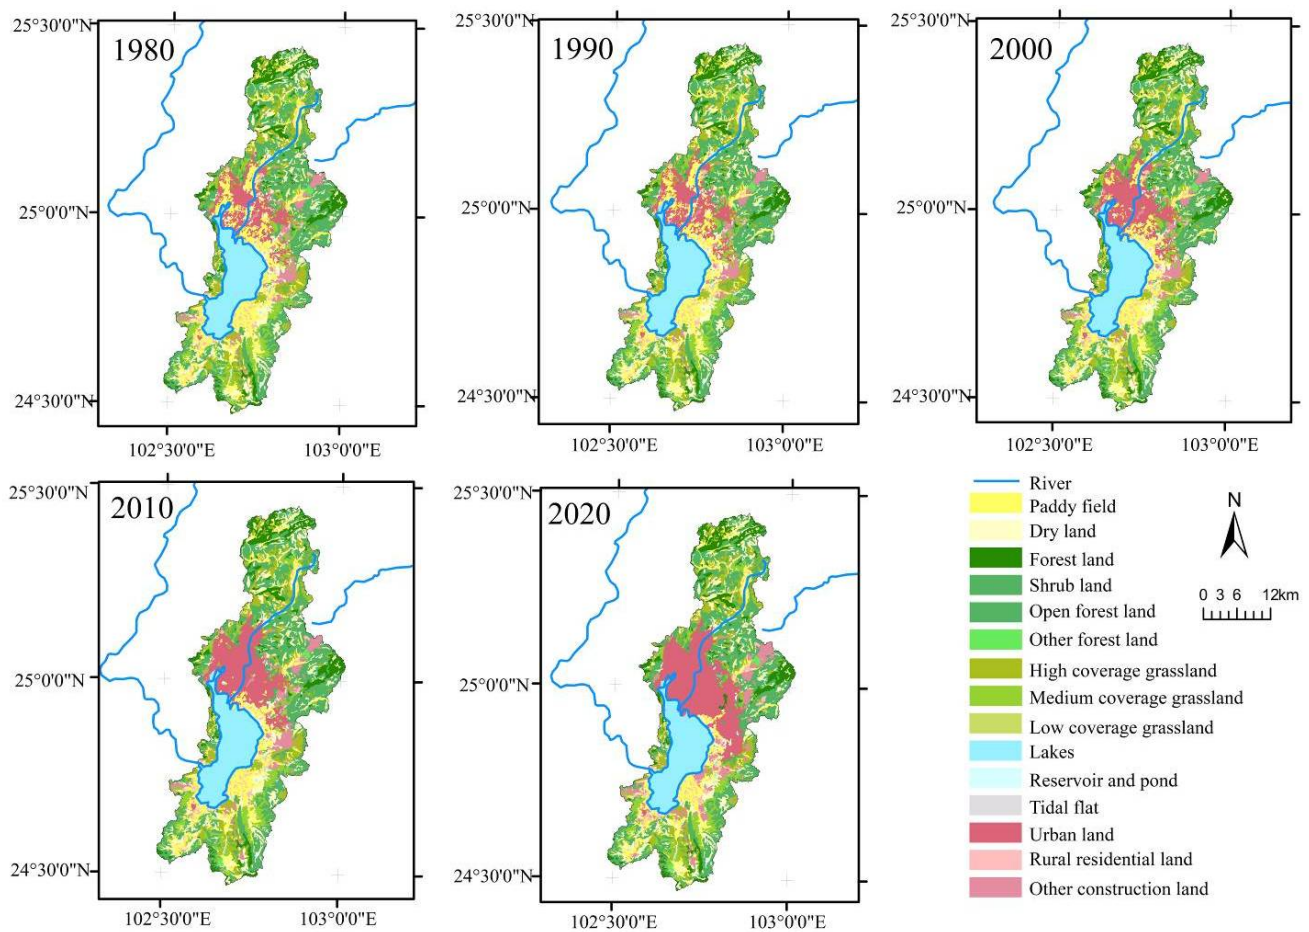 25°30'0"N
1980
25°0'0"N
24°30'0"N
102°30'0"E
103°0'0"E
25°30'0"N
1990
25°0'0"N
24°30'0"N
102°30'0"E
103°0'0"E
25°30'0"N
2000
25°0'0"N
24°30'0"N
102°30'0"E
103°0'0"E
25°30'0"N
2010
25°0'0"N
24°30'0"N
102°30'0"E
103°0'0"E
25°30'0"N
2020
25°0'0"N
24°30'0"N
102°30'0"E
103°0'0"E
River
Paddy field
Dry land
Forest land
Shrub land
Open forest land
Other forest land
High coverage grassland
Medium coverage grassland
Low coverage grassland
Lakes
Reservoir and pond
Tidal flat
Urban land
Rural residential land
Other construction land
N
0 3 6 12km